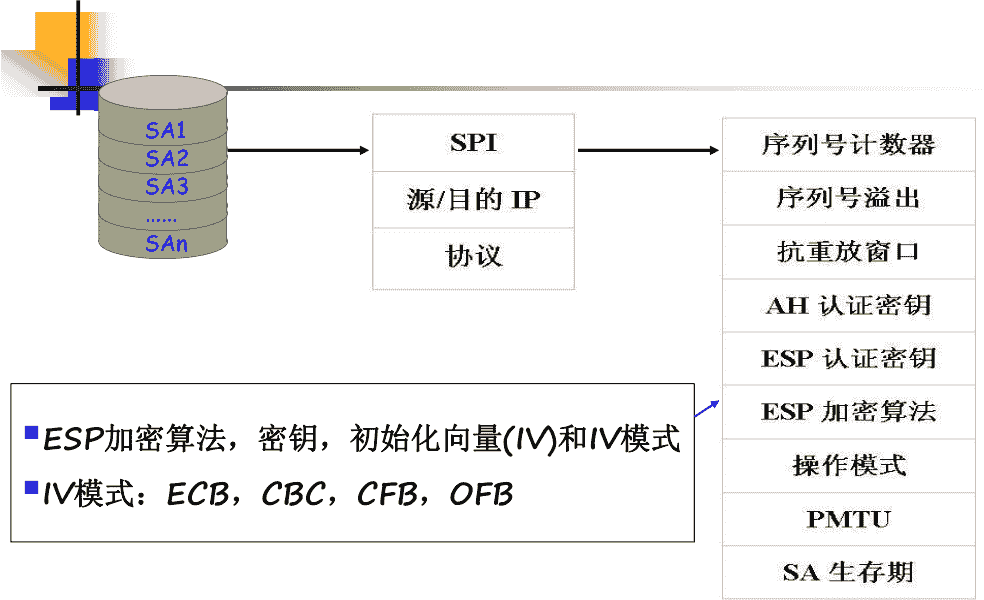 SA1
SA2
SA3
……
SAn
SPI
源/目的 IP
协议
序列号计数器
序列号溢出
抗重放窗口
AH 认证密钥
ESP 认证密钥
ESP 加密算法
操作模式
PMTU
SA 生存期
ESP加密算法，密钥，初始化向量(IV)和IV模式
IV模式：ECB，CBC，CFB，OFB